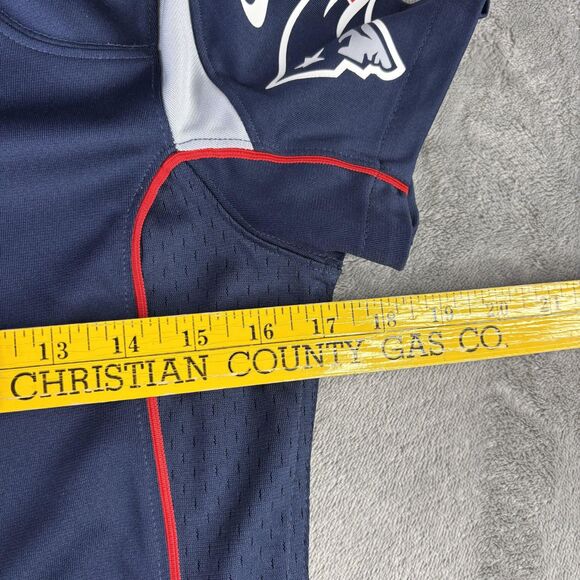 13 14 15 16 17 18 19 20 21
CHRISTIAN COUNTY GAS CO.